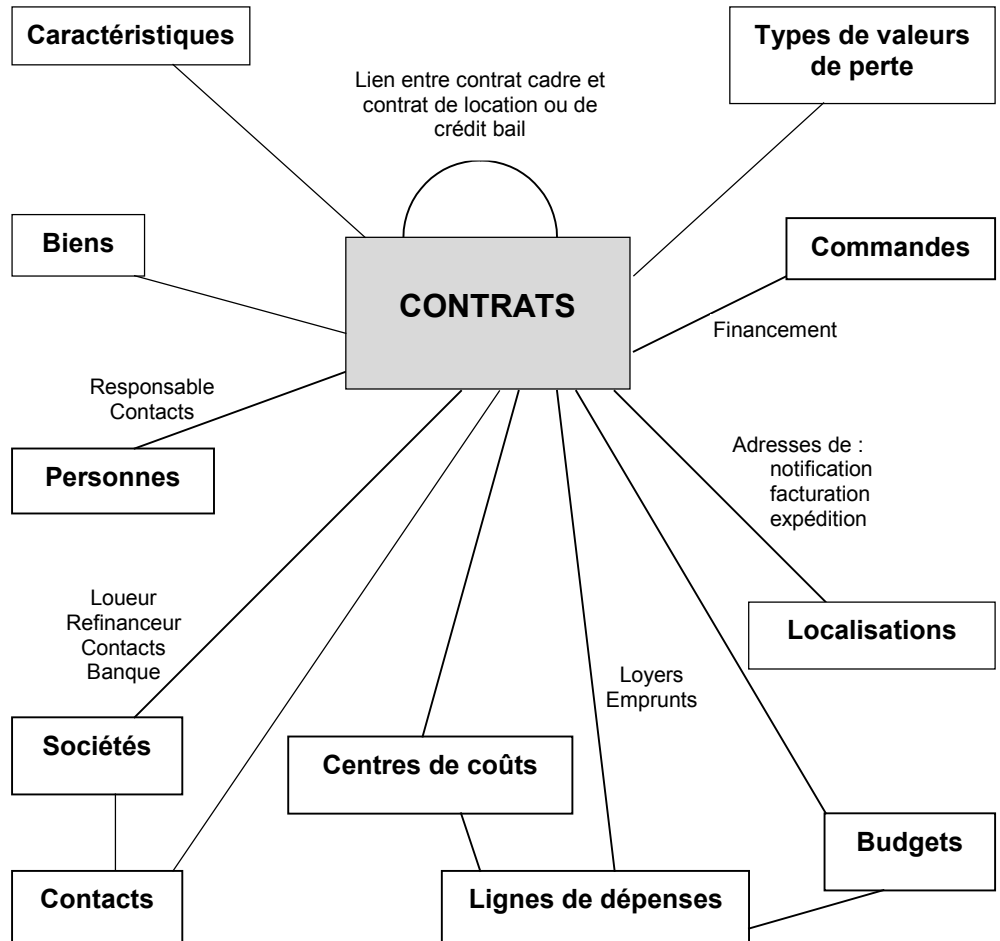 Caractéristiques
Types de valeurs
de perte
Lien entre contrat cadre et
contrat de location ou de
crédit bail
Biens
Commandes
CONTRATS
Financement
Responsable
Contacts
Personnes
Adresses de :
notification
facturation
expédition
Loueur
Refinanceur
Contacts
Banque
Localisations
Loyers
Emprunts
Sociétés
Centres de coûts
Budgets
Contacts
Lignes de dépenses